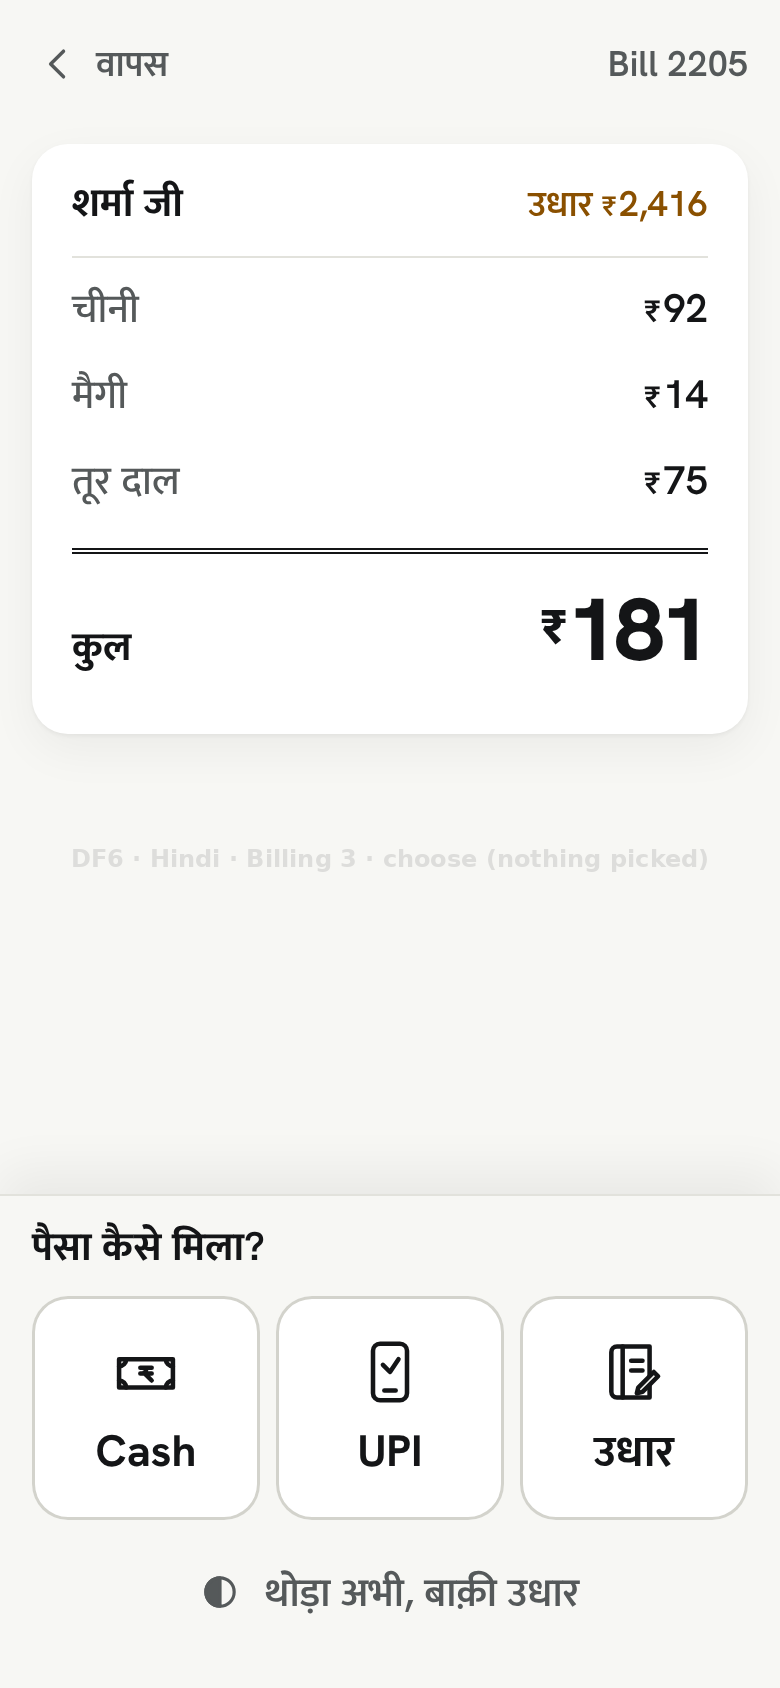 वापस Bill 2205
शर्मा जी उधार ₹2,416
चीनी ₹92
मैगी ₹14
तूर दाल ₹75
कुल ₹181
DF6 · Hindi · Billing 3 · choose (nothing picked)
पैसा कैसे मिला?
Cash UPI उधार
थोड़ा अभी, बाक़ी उधार